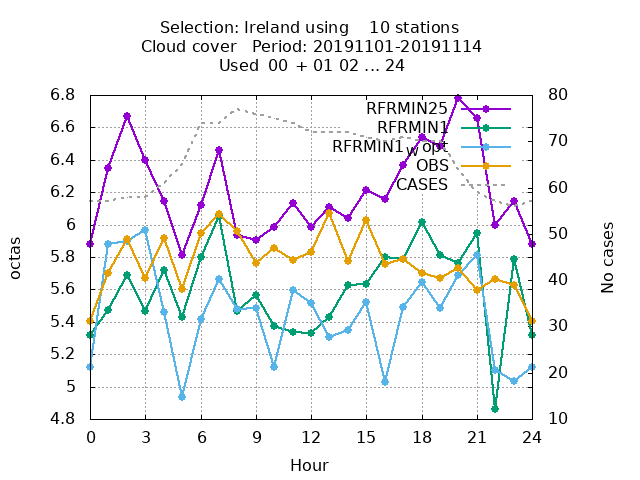 Selection: Ireland using    10 stations
Cloud cover   Period: 20191101-20191114
Used  00  + 01 02 ... 24
RFRMIN25
RFRMIN1
RFRMIN1wopt
OBS
CASES
6.8
6.6
6.4
6.2
6
5.8
5.6
5.4
5.2
5
4.8
80
70
60
50
40
30
20
10
octas
No cases
0 3 6 9 12 15 18 21 24
Hour